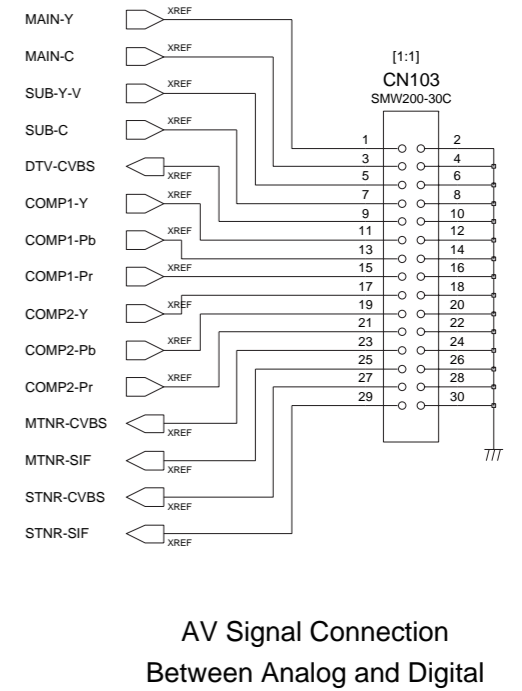 MAIN-Y XREF
MAIN-C XREF
SUB-Y-V XREF
SUB-C XREF
DTV-CVBS XREF
COMP1-Y XREF
COMP1-Pb XREF
COMP1-Pr XREF
COMP2-Y XREF
COMP2-Pb XREF
COMP2-Pr XREF
MTNR-CVBS XREF
MTNR-SIF XREF
STNR-CVBS XREF
STNR-SIF XREF
[1:1]
CN103
SMW200-30C
1 2
3 4
5 6
7 8
9 10
11 12
13 14
15 16
17 18
19 20
21 22
23 24
25 26
27 28
29 30
AV Signal Connection
Between Analog and Digital